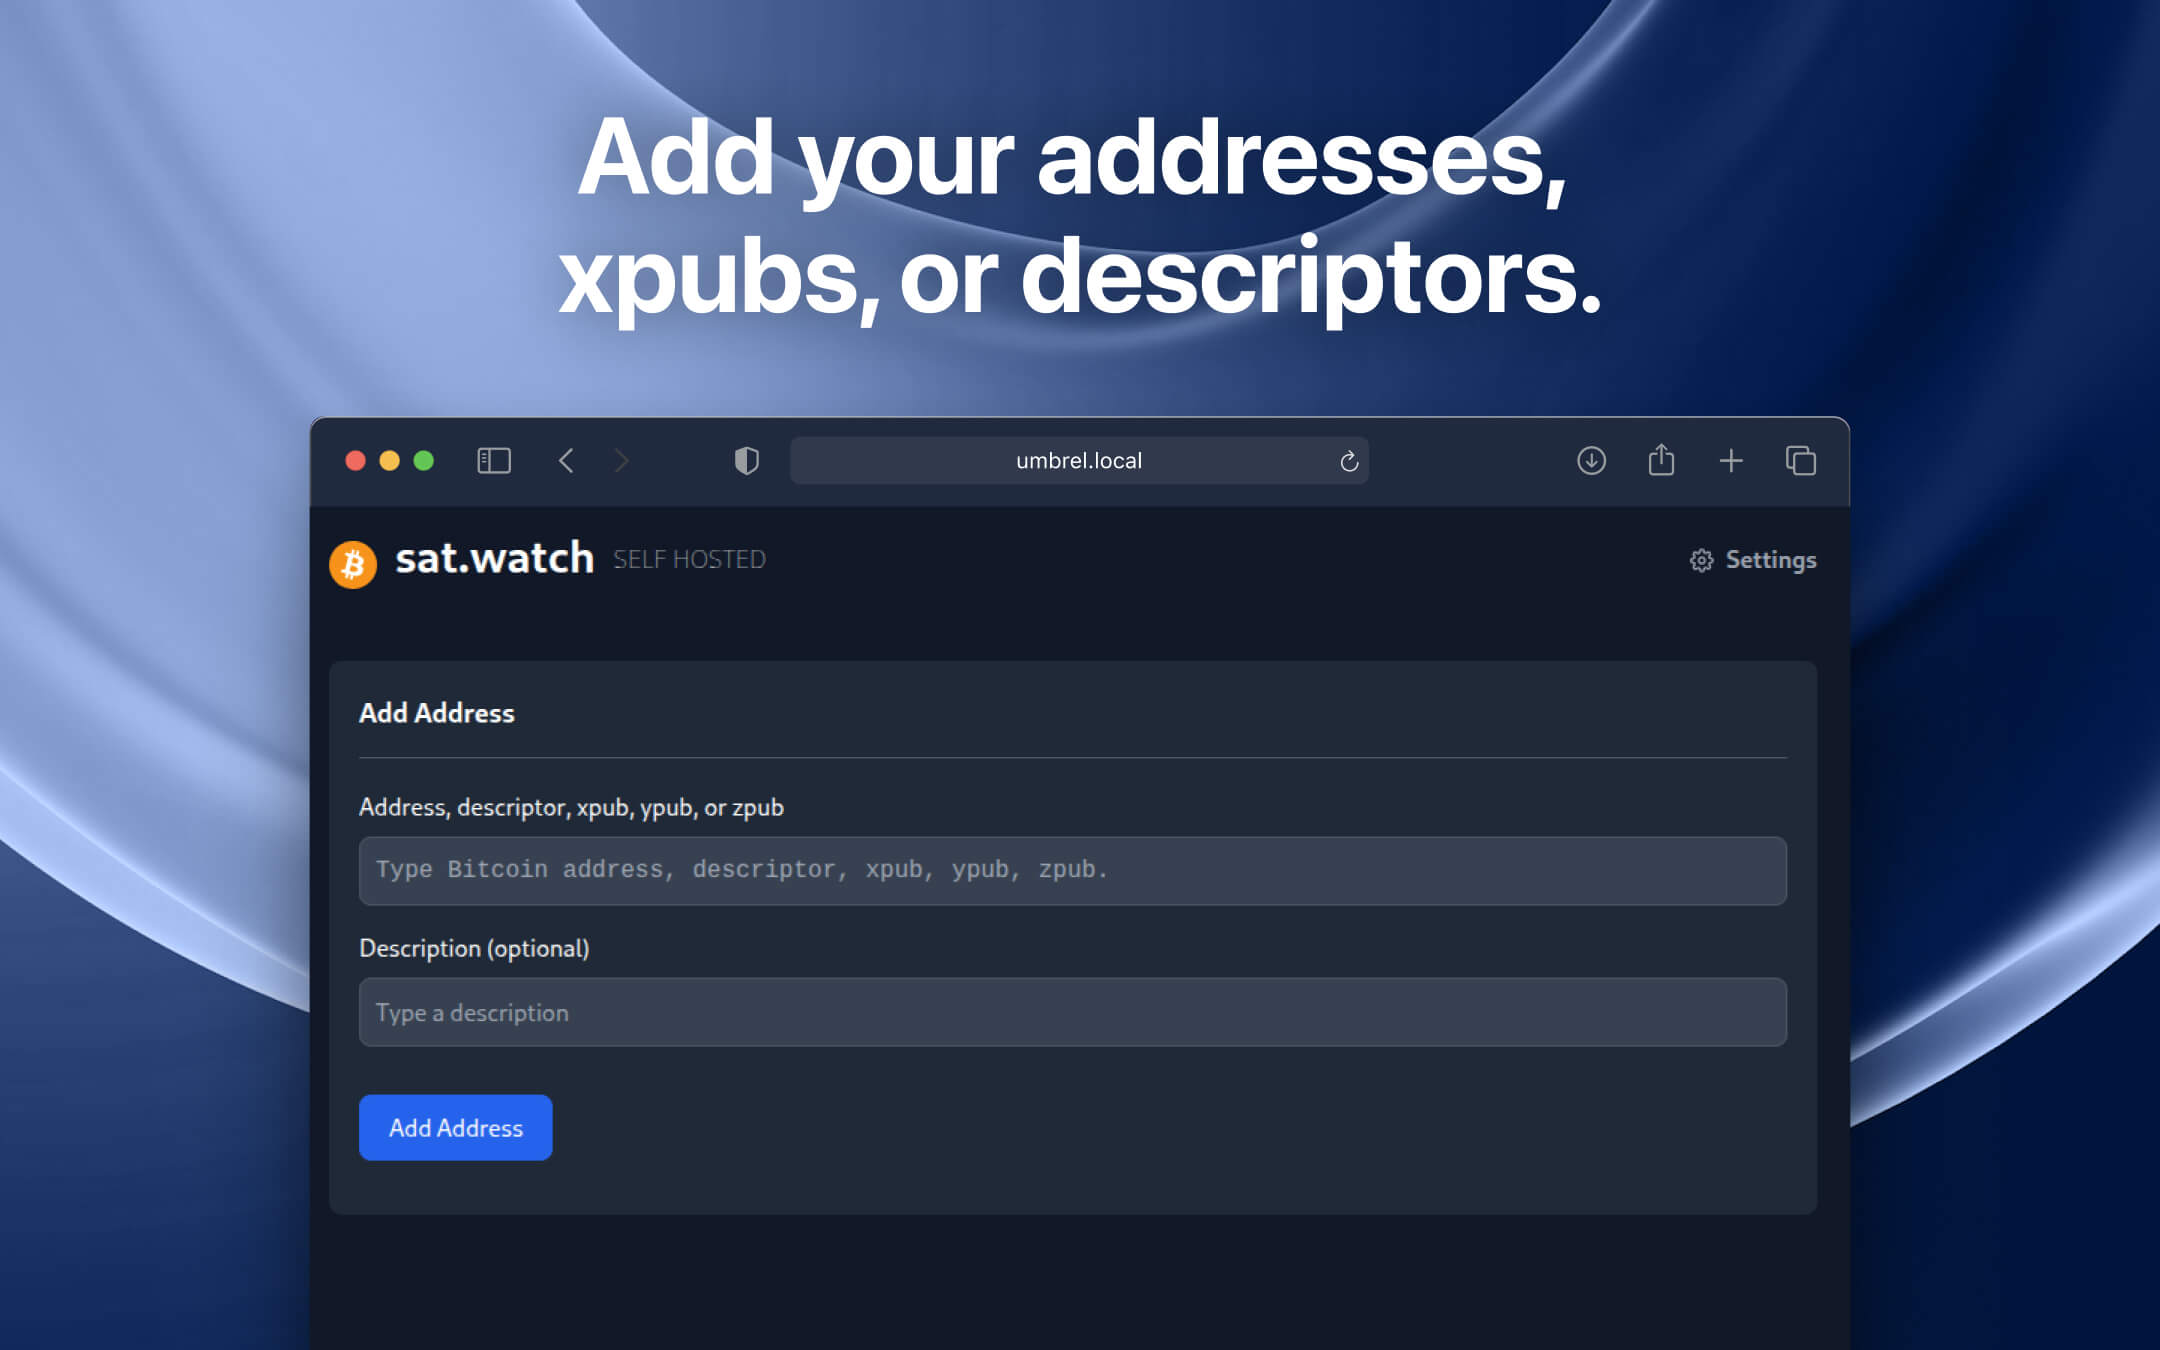 Add your addresses,
xpubs, or descriptors.
umbrel.local
sat.watch SELF HOSTED
Settings
Add Address
Address, descriptor, xpub, ypub, or zpub
Type Bitcoin address, descriptor, xpub, ypub, zpub.
Description (optional)
Type a description
Add Address